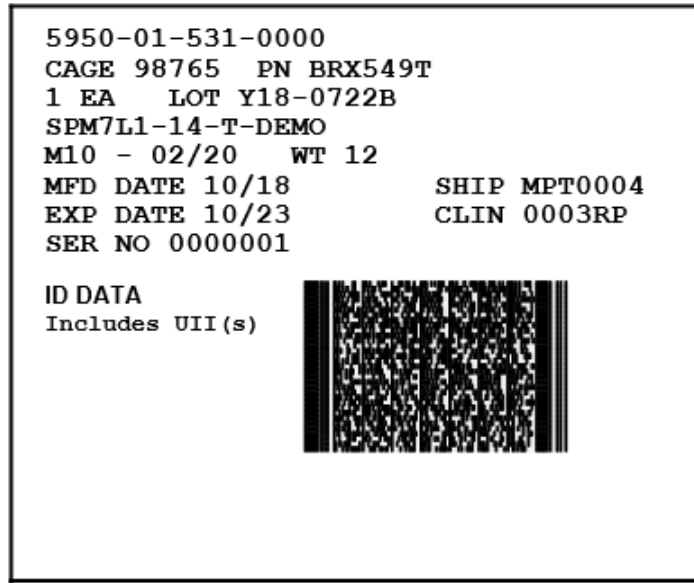 5950-01-531-0000
CAGE 98765 PN BRX549T
1 EA LOT Y18-0722B
SPM7L1-14-T-DEMO
M10 - 02/20 WT 12
MFD DATE 10/18 SHIP MPT0004
EXP DATE 10/23 CLIN 0003RP
SER NO 0000001
ID DATA
Includes UII(s)